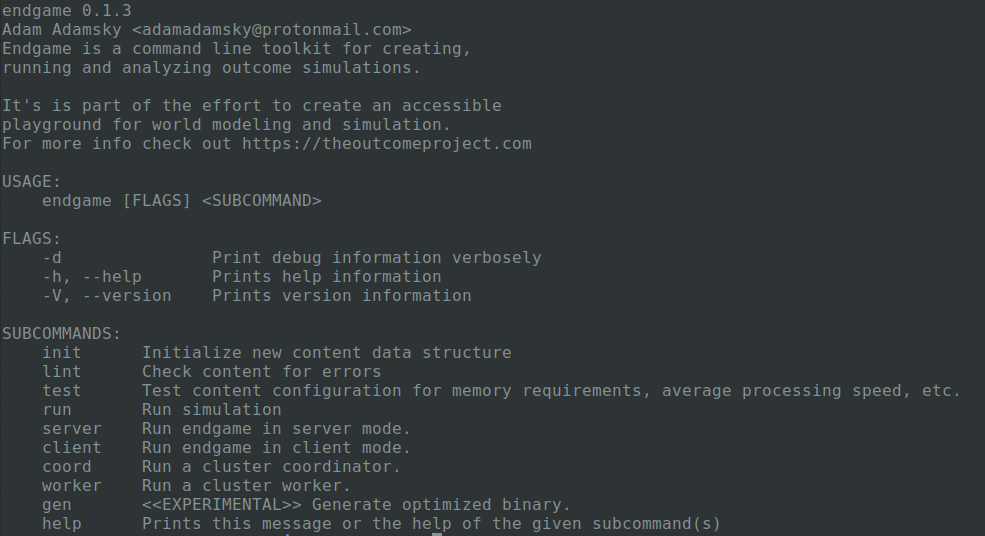 endgame 0.1.3
Adam Adamsky <adamadamsky@protonmail.com>
Endgame is a command line toolkit for creating,
running and analyzing outcome simulations.

It's is part of the effort to create an accessible
playground for world modeling and simulation.
For more info check out https://theoutcomeproject.com

USAGE:
    endgame [FLAGS] <SUBCOMMAND>

FLAGS:
    -d               Print debug information verbosely
    -h, --help       Prints help information
    -V, --version    Prints version information

SUBCOMMANDS:
    init      Initialize new content data structure
    lint      Check content for errors
    test      Test content configuration for memory requirements, average processing speed, etc.
    run       Run simulation
    server    Run endgame in server mode.
    client    Run endgame in client mode.
    coord     Run a cluster coordinator.
    worker    Run a cluster worker.
    gen       <<EXPERIMENTAL>> Generate optimized binary.
    help      Prints this message or the help of the given subcommand(s)